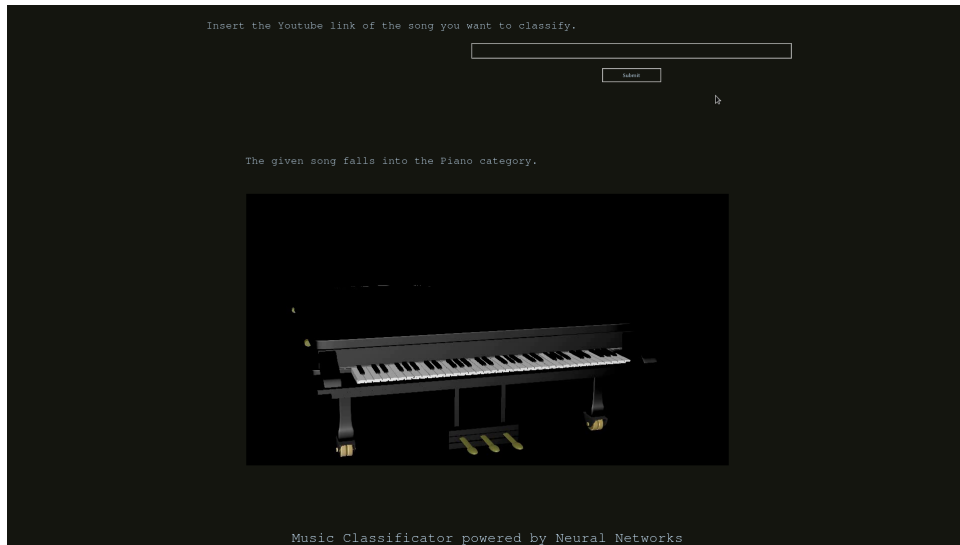 Insert the Youtube link of the song you want to classify.
Submit
The given song falls into the Piano category.
Music Classificator powered by Neural Networks